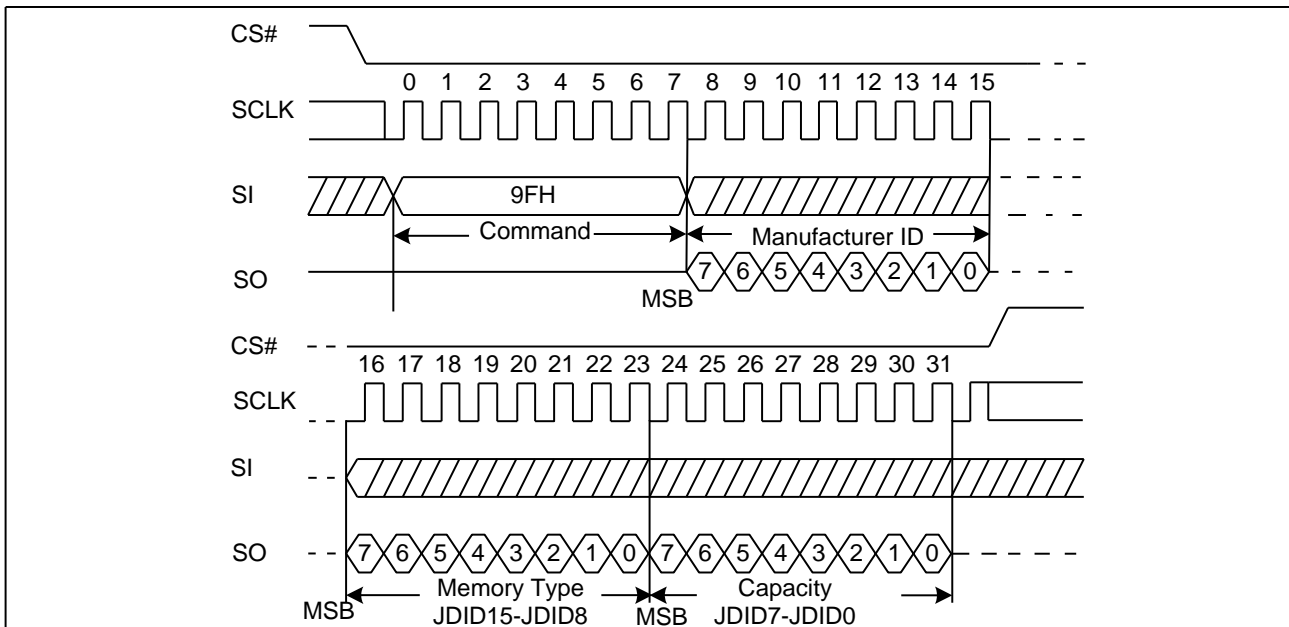 CS#
0 1 2 3 4 5 6 7 8 9 10 11 12 13 14 15
SCLK
SI 9FH
Command Manufacturer ID
SO 7 6 5 4 3 2 1 0
MSB
CS#
16 17 18 19 20 21 22 23 24 25 26 27 28 29 30 31
SCLK
SI
SO 7 6 5 4 3 2 1 0 7 6 5 4 3 2 1 0
Memory Type Capacity
MSB JDID15-JDID8 MSB JDID7-JDID0